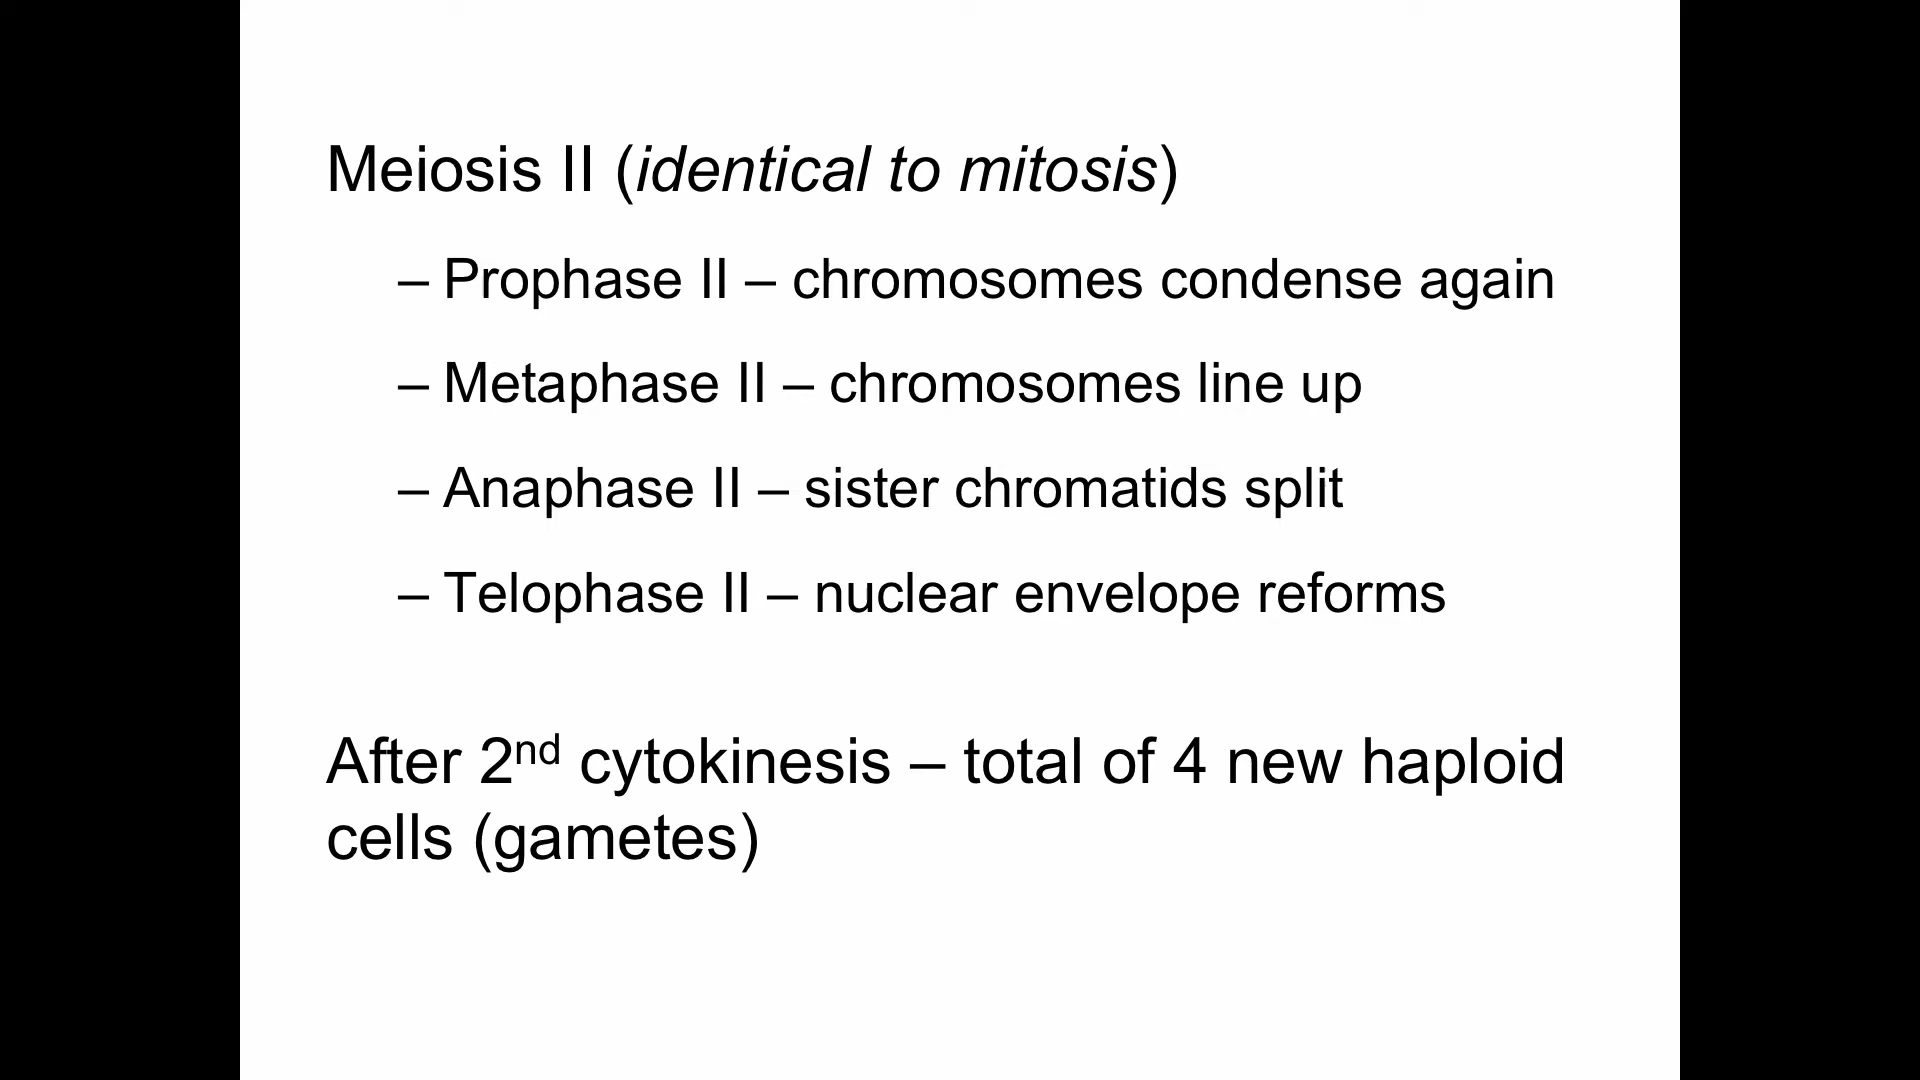 Meiosis II (identical to mitosis)
– Prophase II – chromosomes condense again
– Metaphase II – chromosomes line up
– Anaphase II – sister chromatids split
– Telophase II – nuclear envelope reforms
After 2nd cytokinesis – total of 4 new haploid
cells (gametes)